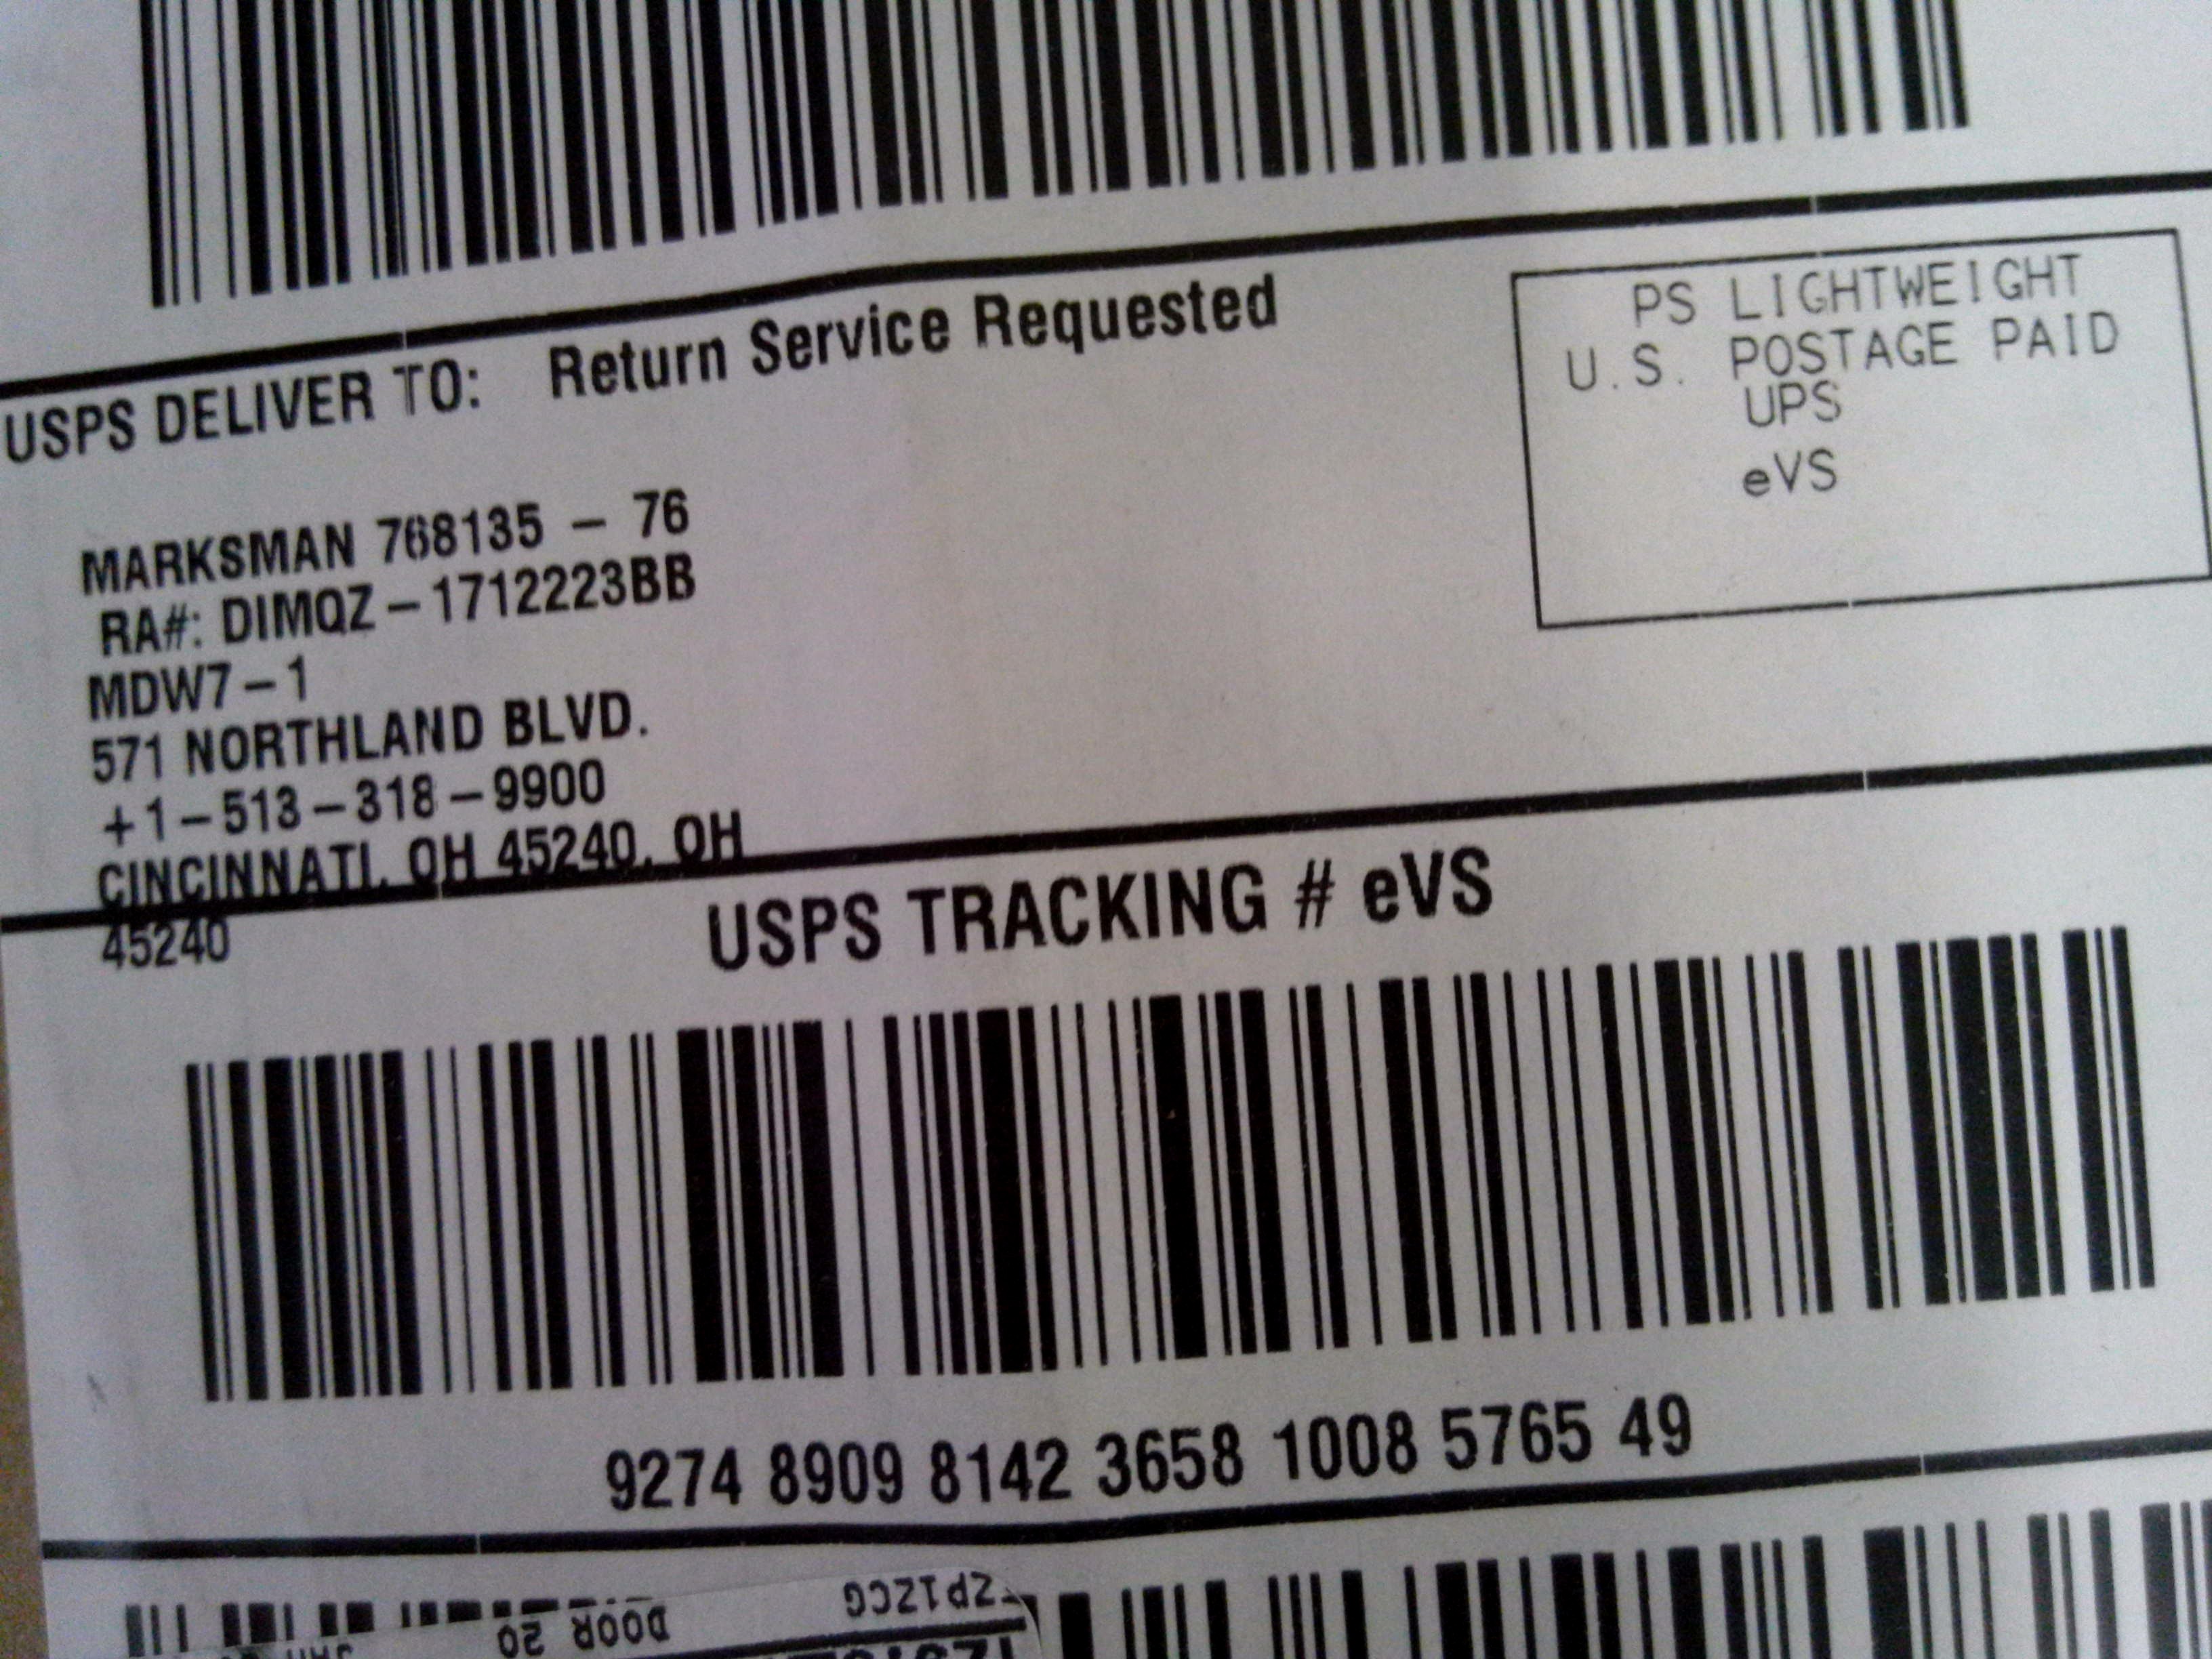 USPS DELIVER TO: Return Service Requested
PS LIGHTWEIGHT
U.S. POSTAGE PAID
UPS
eVS
MARKSMAN 768135 – 76
RA#: DIMQZ – 1712223BB
MDW7 – 1
571 NORTHLAND BLVD.
+1 – 513 – 318 – 9900
CINCINNATI, OH 45240, OH
45240
USPS TRACKING # eVS
9274 8909 8142 3658 1008 5765 49
ZP1ZCG
DOOR 20